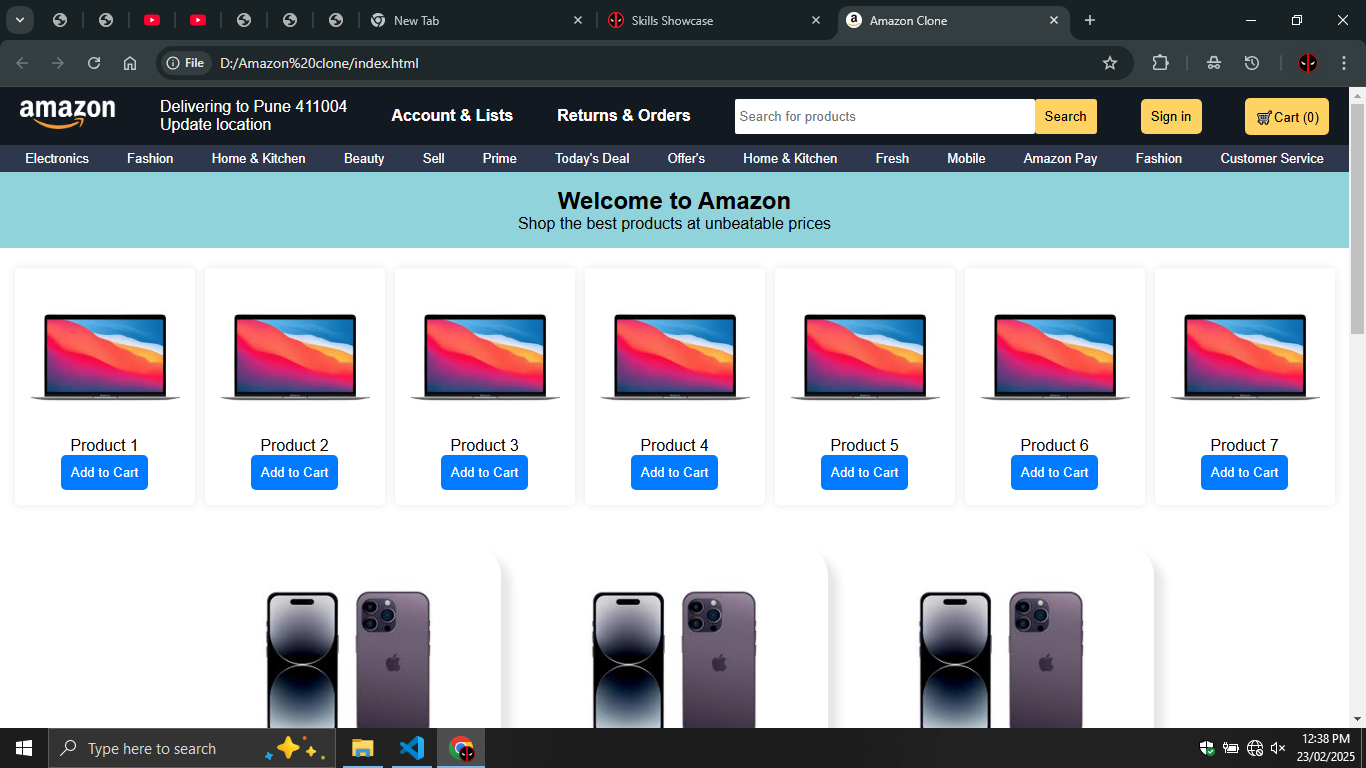 New Tab
Skills Showcase
Amazon Clone
File
D:/Amazon%20clone/index.html
amazon
Delivering to Pune 411004
Update location
Account & Lists
Returns & Orders
Search for products
Search
Sign in
Cart (0)
Electronics
Fashion
Home & Kitchen
Beauty
Sell
Prime
Today's Deal
Offer's
Home & Kitchen
Fresh
Mobile
Amazon Pay
Fashion
Customer Service
Welcome to Amazon
Shop the best products at unbeatable prices
Product 1
Product 2
Product 3
Product 4
Product 5
Product 6
Product 7
Add to Cart
Add to Cart
Add to Cart
Add to Cart
Add to Cart
Add to Cart
Add to Cart
Type here to search
12:38 PM
23/02/2025